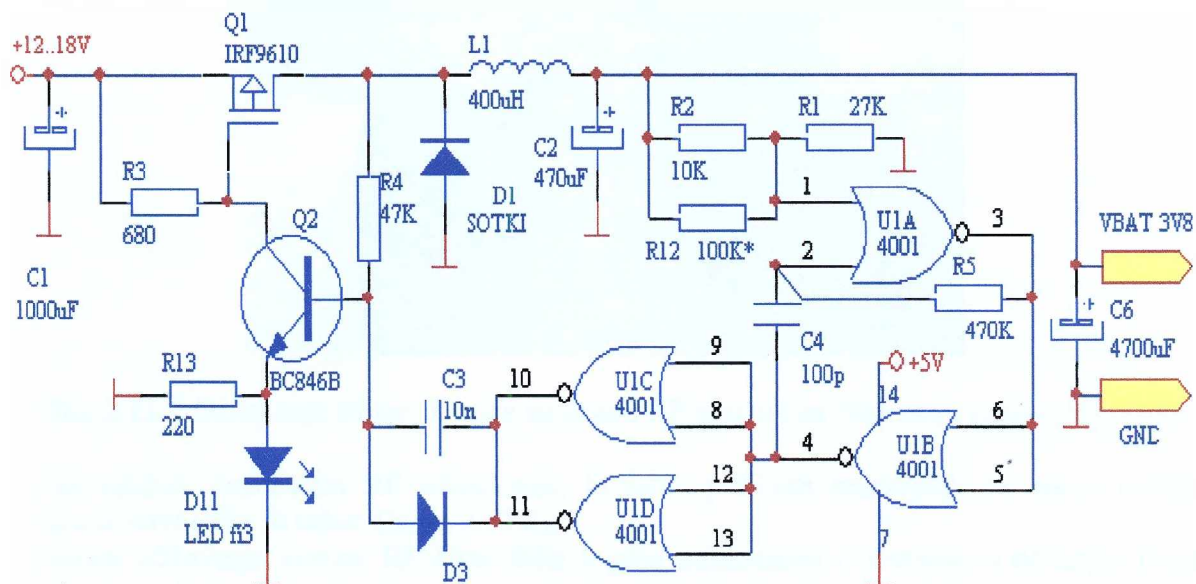 +12..18V
Q1
IRF9610
L1
400uH
R2
10K
R1
27K
C2
470uF
R3
680
R4
47K
D1
SOTKI
R12
100K*
1
2
U1A
4001
3
R5
470K
VBAT 3V8
C1
1000uF
Q2
BC846B
C4
100p
+5V
C6
4700uF
GND
R13
220
C3
10n
10
U1C
4001
9
8
4
14
U1B
4001
6
5
7
D11
LED fi3
D3
11
U1D
4001
12
13